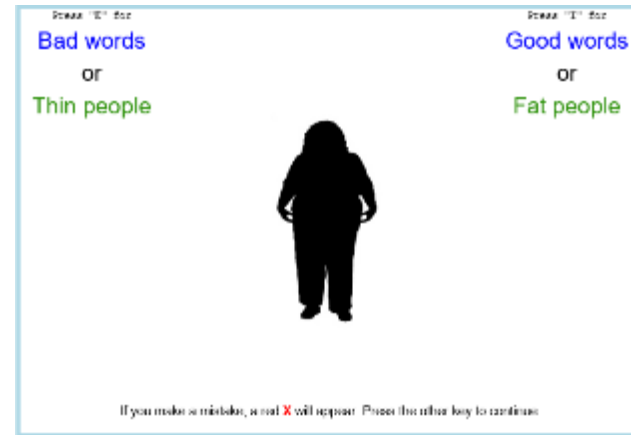 Press "E" for
Bad words
or
Thin people
Press "I" for
Good words
or
Fat people
If you make a mistake, a red X will appear. Press the other key to continue